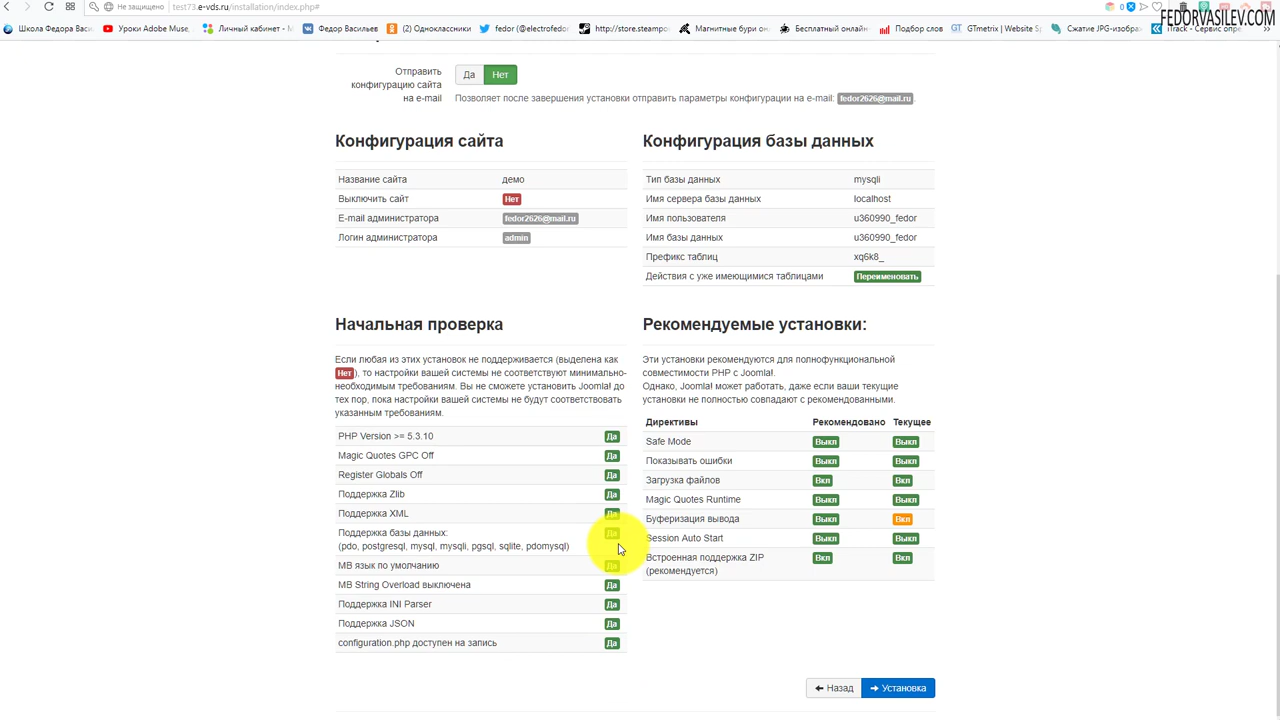 test73.e-vds.ru/installation/index.php#
Не защищено
0
FEDORVASILEV.COM
Школа Федора Васи
Уроки Adobe Muse
Личный кабинет - М
Федор Васильев
(2) Одноклассники
fedor (@electrofedor
http://store.steampo
Магнитные бури он
Бесплатный онлайн
Подбор слов
GTmetrix | Website S
Сжатие JPG-изобра
iTrack - Сервис опре
Отправить
конфигурацию сайта
на e-mail
Да
Нет
Позволяет после завершения установки отправить параметры конфигурации на e-mail: fedor2626@mail.ru.
Конфигурация сайта
Название сайта демо
Выключить сайт Нет
E-mail администратора fedor2626@mail.ru
Логин администратора admin
Конфигурация базы данных
Тип базы данных mysqli
Имя сервера базы данных localhost
Имя пользователя u360990_fedor
Имя базы данных u360990_fedor
Префикс таблиц xq6k8_
Действия с уже имеющимися таблицами Переименовать
Начальная проверка
Если любая из этих установок не поддерживается (выделена как
Нет), то настройки вашей системы не соответствуют минимально-
необходимым требованиям. Вы не сможете установить Joomla! до
тех пор, пока настройки вашей системы не будут соответствовать
указанным требованиям.
PHP Version >= 5.3.10 Да
Magic Quotes GPC Off Да
Register Globals Off Да
Поддержка Zlib Да
Поддержка XML Да
Поддержка базы данных: Да
(pdo, postgresql, mysql, mysqli, pgsql, sqlite, pdomysql)
MB язык по умолчанию Да
MB String Overload выключена Да
Поддержка INI Parser Да
Поддержка JSON Да
configuration.php доступен на запись Да
Рекомендуемые установки:
Эти установки рекомендуются для полнофункциональной
совместимости PHP с Joomla!.
Однако, Joomla! может работать, даже если ваши текущие
установки не полностью совпадают с рекомендованными.
Директивы Рекомендовано Текущее
Safe Mode Выкл Выкл
Показывать ошибки Выкл Выкл
Загрузка файлов Вкл Вкл
Magic Quotes Runtime Выкл Выкл
Буферизация вывода Выкл Вкл
Session Auto Start Выкл Выкл
Встроенная поддержка ZIP Вкл Вкл
(рекомендуется)
Назад
Установка